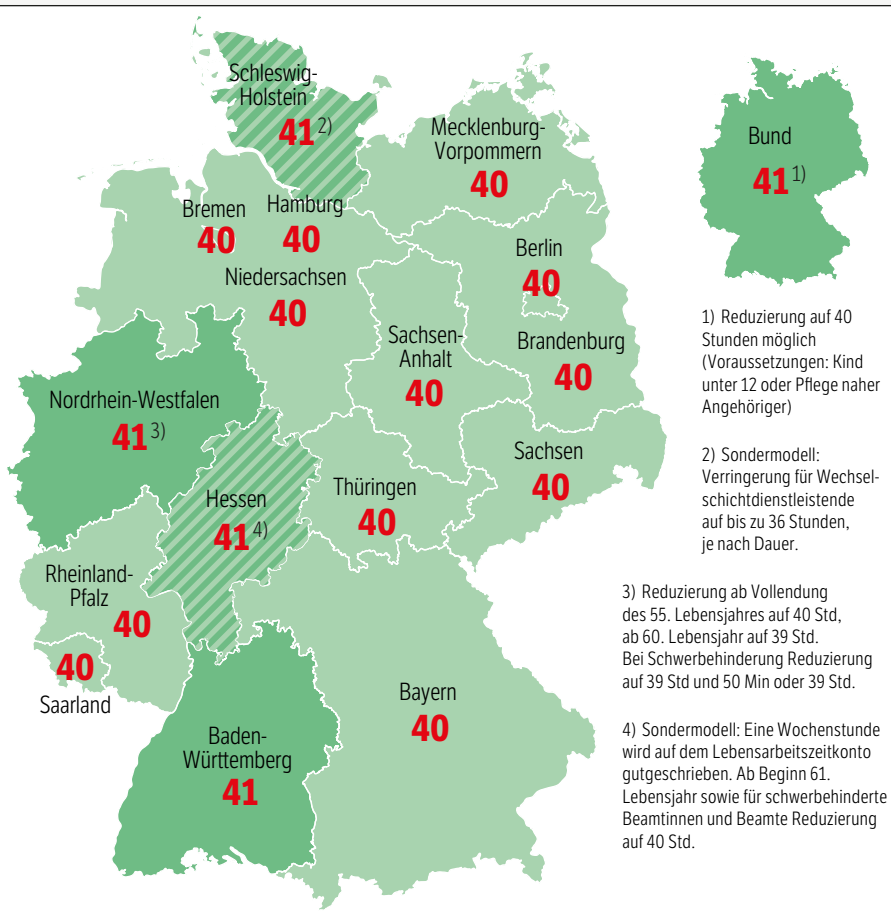 Schleswig-
Holstein
41 2)
Mecklenburg-
Vorpommern
40
Bremen
40
Hamburg
40
Niedersachsen
40
Berlin
40
Brandenburg
40
Sachsen-
Anhalt
40
Nordrhein-Westfalen
41 3)
Hessen
41 4)
Thüringen
40
Sachsen
40
Rheinland-
Pfalz
40
40
Saarland
Baden-
Württemberg
41
Bayern
40
Bund
41 1)
1) Reduzierung auf 40
Stunden möglich
(Voraussetzungen: Kind
unter 12 oder Pflege naher
Angehöriger)
2) Sondermodell:
Verringerung für Wechsel-
schichtdienstleistende
auf bis zu 36 Stunden,
je nach Dauer.
3) Reduzierung ab Vollendung
des 55. Lebensjahres auf 40 Std,
ab 60. Lebensjahr auf 39 Std.
Bei Schwerbehinderung Reduzierung
auf 39 Std und 50 Min oder 39 Std.
4) Sondermodell: Eine Wochenstunde
wird auf dem Lebensarbeitszeitkonto
gutgeschrieben. Ab Beginn 61.
Lebensjahr sowie für schwerbehinderte
Beamtinnen und Beamte Reduzierung
auf 40 Std.